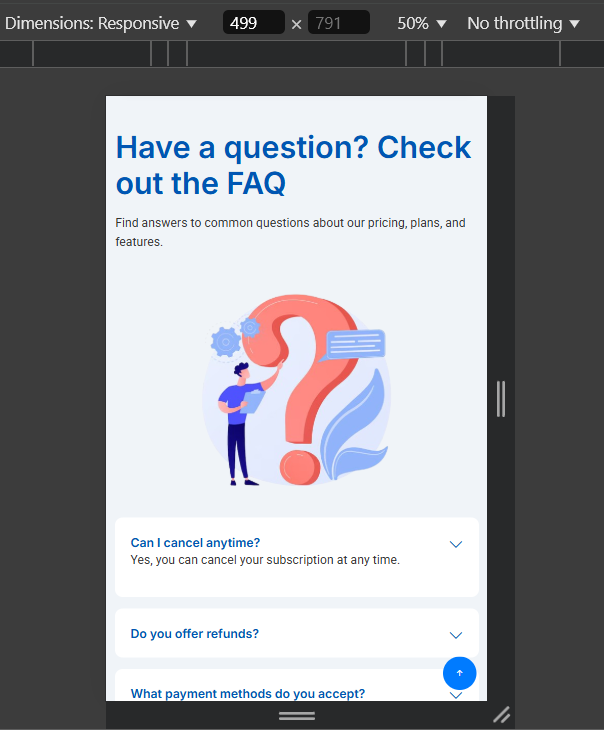 Dimensions: Responsive ▼ 499 × 791 50% ▼ No throttling ▼
Have a question? Check
out the FAQ
Find answers to common questions about our pricing, plans, and
features.
Can I cancel anytime?
Yes, you can cancel your subscription at any time.
Do you offer refunds?
What payment methods do you accept?